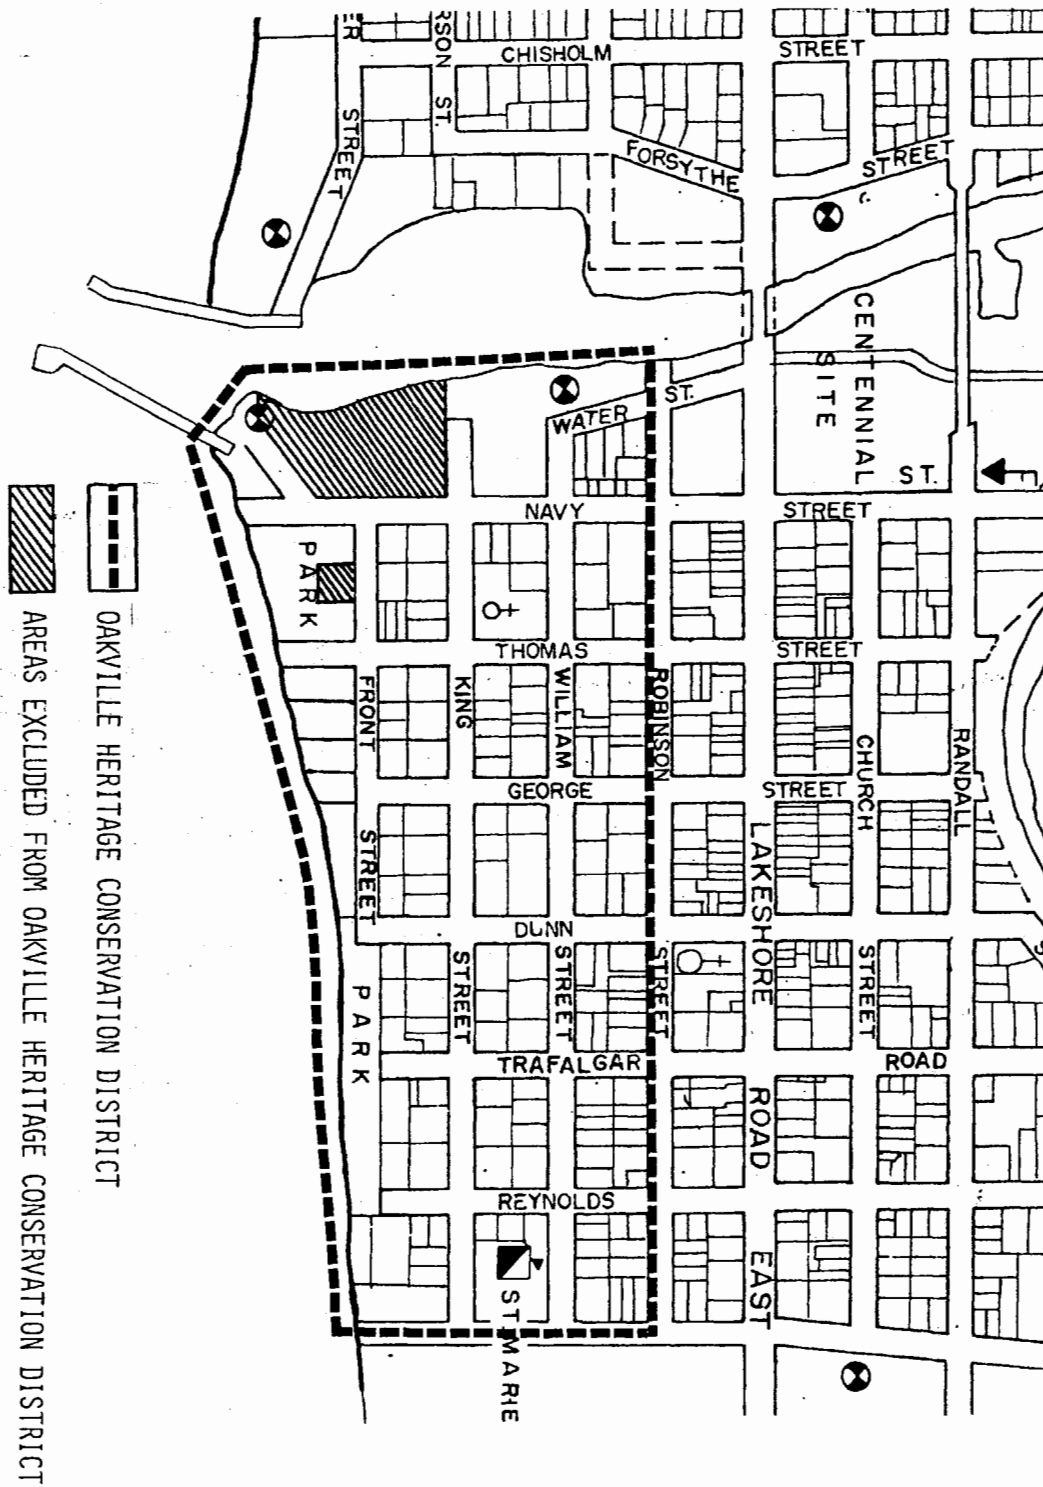 ER
STREET
RSON ST.
CHISHOLM STREET
FORSYTHE STREET
CENTENNIAL
SITE
WATER ST.
ST.
NAVY STREET
PARK
THOMAS STREET
FRONT STREET
KING STREET
WILLIAM STREET
ROBINSON STREET
LAKESHORE ROAD EAST
CHURCH STREET
RANDALL
GEORGE STREET
DUNN
PARK
TRAFALGAR ROAD
REYNOLDS
ST. MARIE
OAKVILLE HERITAGE CONSERVATION DISTRICT
AREAS EXCLUDED FROM OAKVILLE HERITAGE CONSERVATION DISTRICT